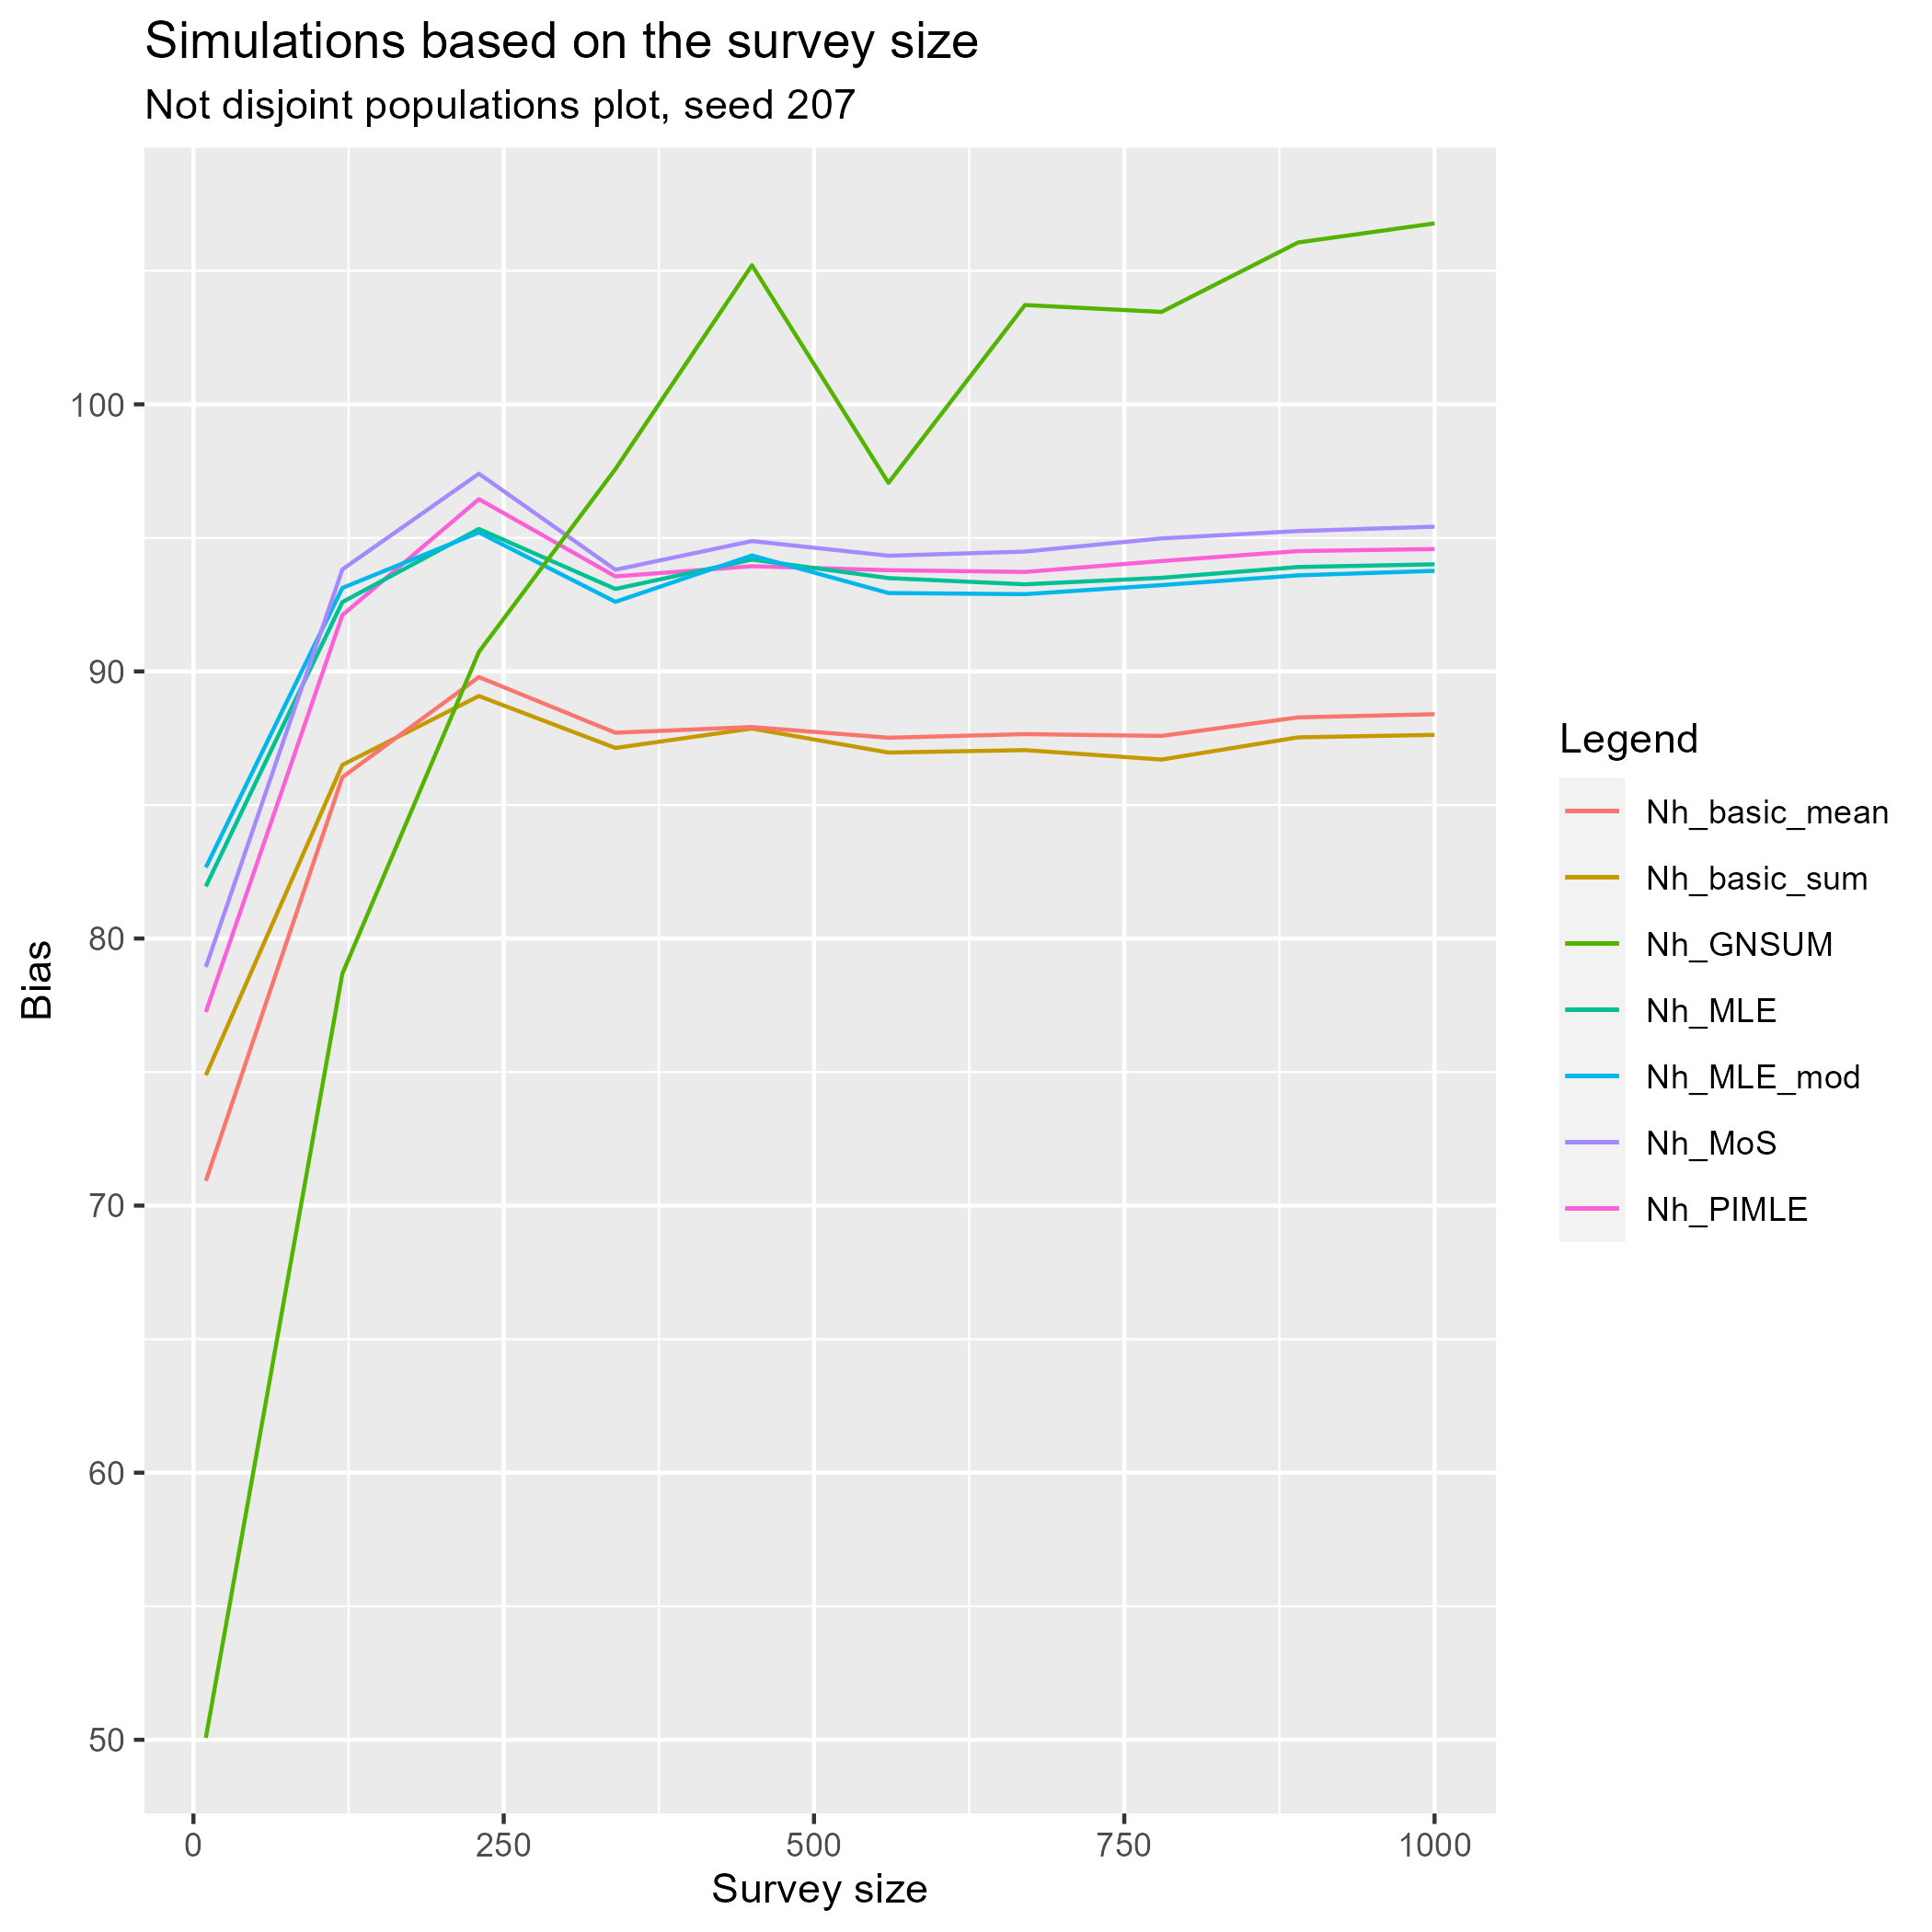 Simulations based on the survey size
Not disjoint populations plot, seed 207
100
90
80
70
60
50
Bias
0 250 500 750 1000
Survey size
Legend
Nh_basic_mean
Nh_basic_sum
Nh_GNSUM
Nh_MLE
Nh_MLE_mod
Nh_MoS
Nh_PIMLE